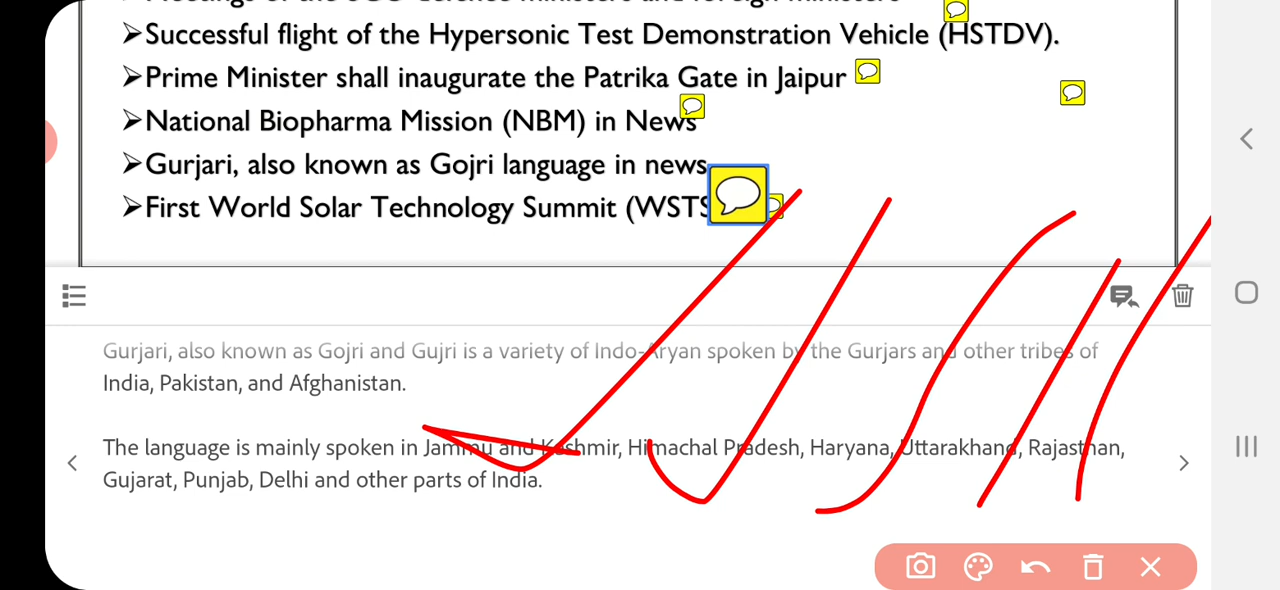 ➢Successful flight of the Hypersonic Test Demonstration Vehicle (HSTDV).
➢Prime Minister shall inaugurate the Patrika Gate in Jaipur
➢National Biopharma Mission (NBM) in News
➢Gurjari, also known as Gojri language in news
➢First World Solar Technology Summit (WSTS
Gurjari, also known as Gojri and Gujri is a variety of Indo-Aryan spoken by the Gurjars and other tribes of
India, Pakistan, and Afghanistan.
The language is mainly spoken in Jammu and Kashmir, Himachal Pradesh, Haryana, Uttarakhand, Rajasthan,
Gujarat, Punjab, Delhi and other parts of India.